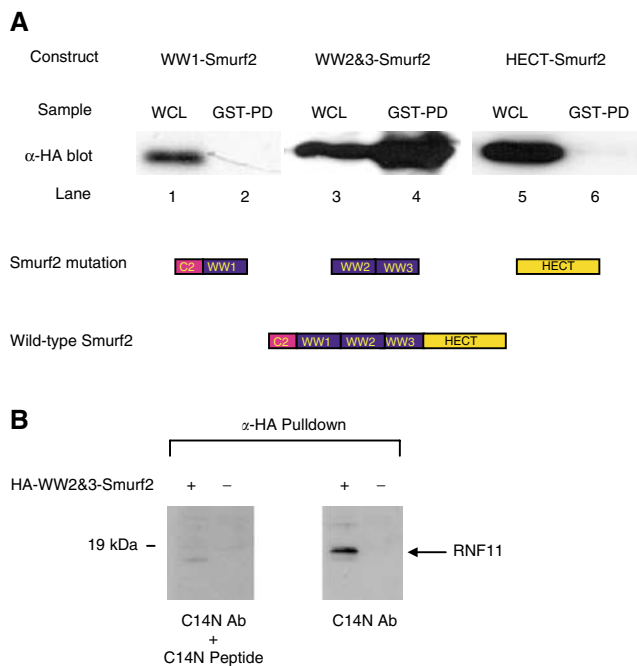 A
Construct WW1-Smurf2 WW2&3-Smurf2 HECT-Smurf2
Sample WCL GST-PD WCL GST-PD WCL GST-PD
α-HA blot
Lane 1 2 3 4 5 6
Smurf2 mutation C2 WW1 WW2 WW3 HECT
Wild-type Smurf2 C2 WW1 WW2 WW3 HECT
B
α-HA Pulldown
HA-WW2&3-Smurf2 + – + –
19 kDa –
RNF11
C14N Ab C14N Ab
+
C14N Peptide